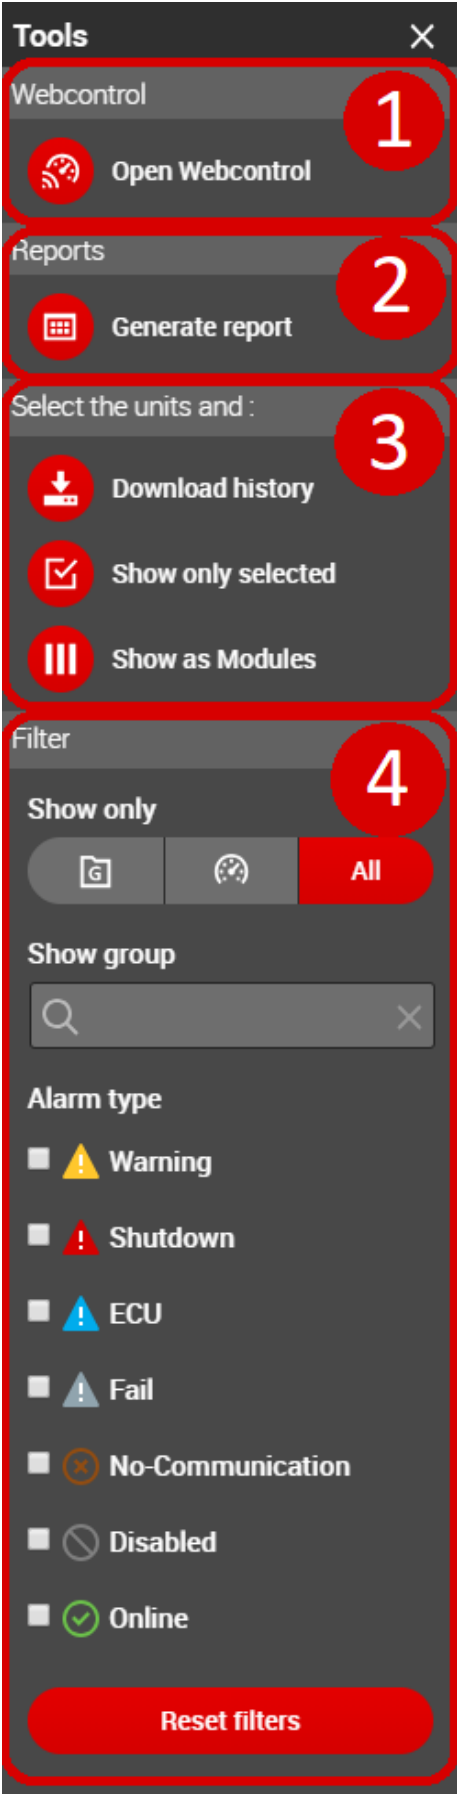 Tools
Webcontrol
1
Open Webcontrol
Reports
2
Generate report
Select the units and :
3
Download history
Show only selected
Show as Modules
Filter
4
Show only
G
All
Show group
Alarm type
Warning
Shutdown
ECU
Fail
No-Communication
Disabled
Online
Reset filters